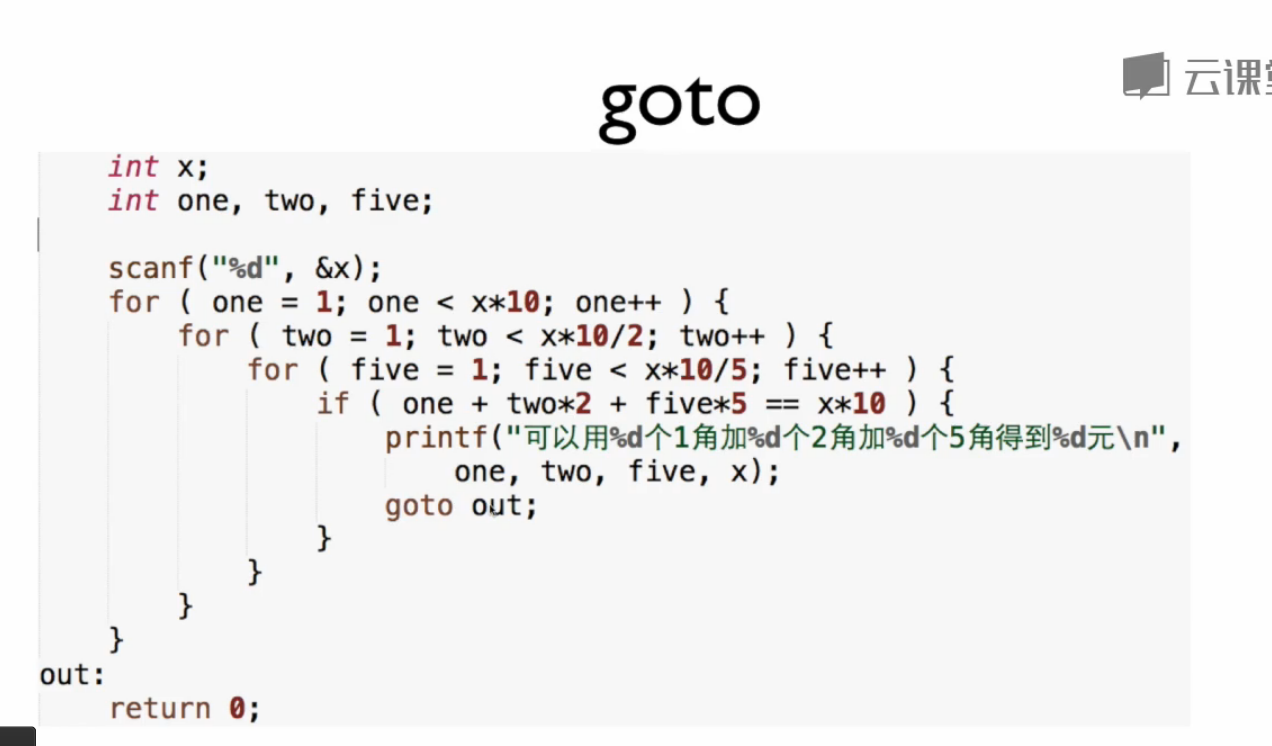 云课堂
goto
int x;
int one, two, five;
scanf("%d", &x);
for ( one = 1; one < x*10; one++ ) {
for ( two = 1; two < x*10/2; two++ ) {
for ( five = 1; five < x*10/5; five++ ) {
if ( one + two*2 + five*5 == x*10 ) {
printf("可以用%d个1角加%d个2角加%d个5角得到%d元\n",
one, two, five, x);
goto out;
}
}
}
}
out:
return 0;